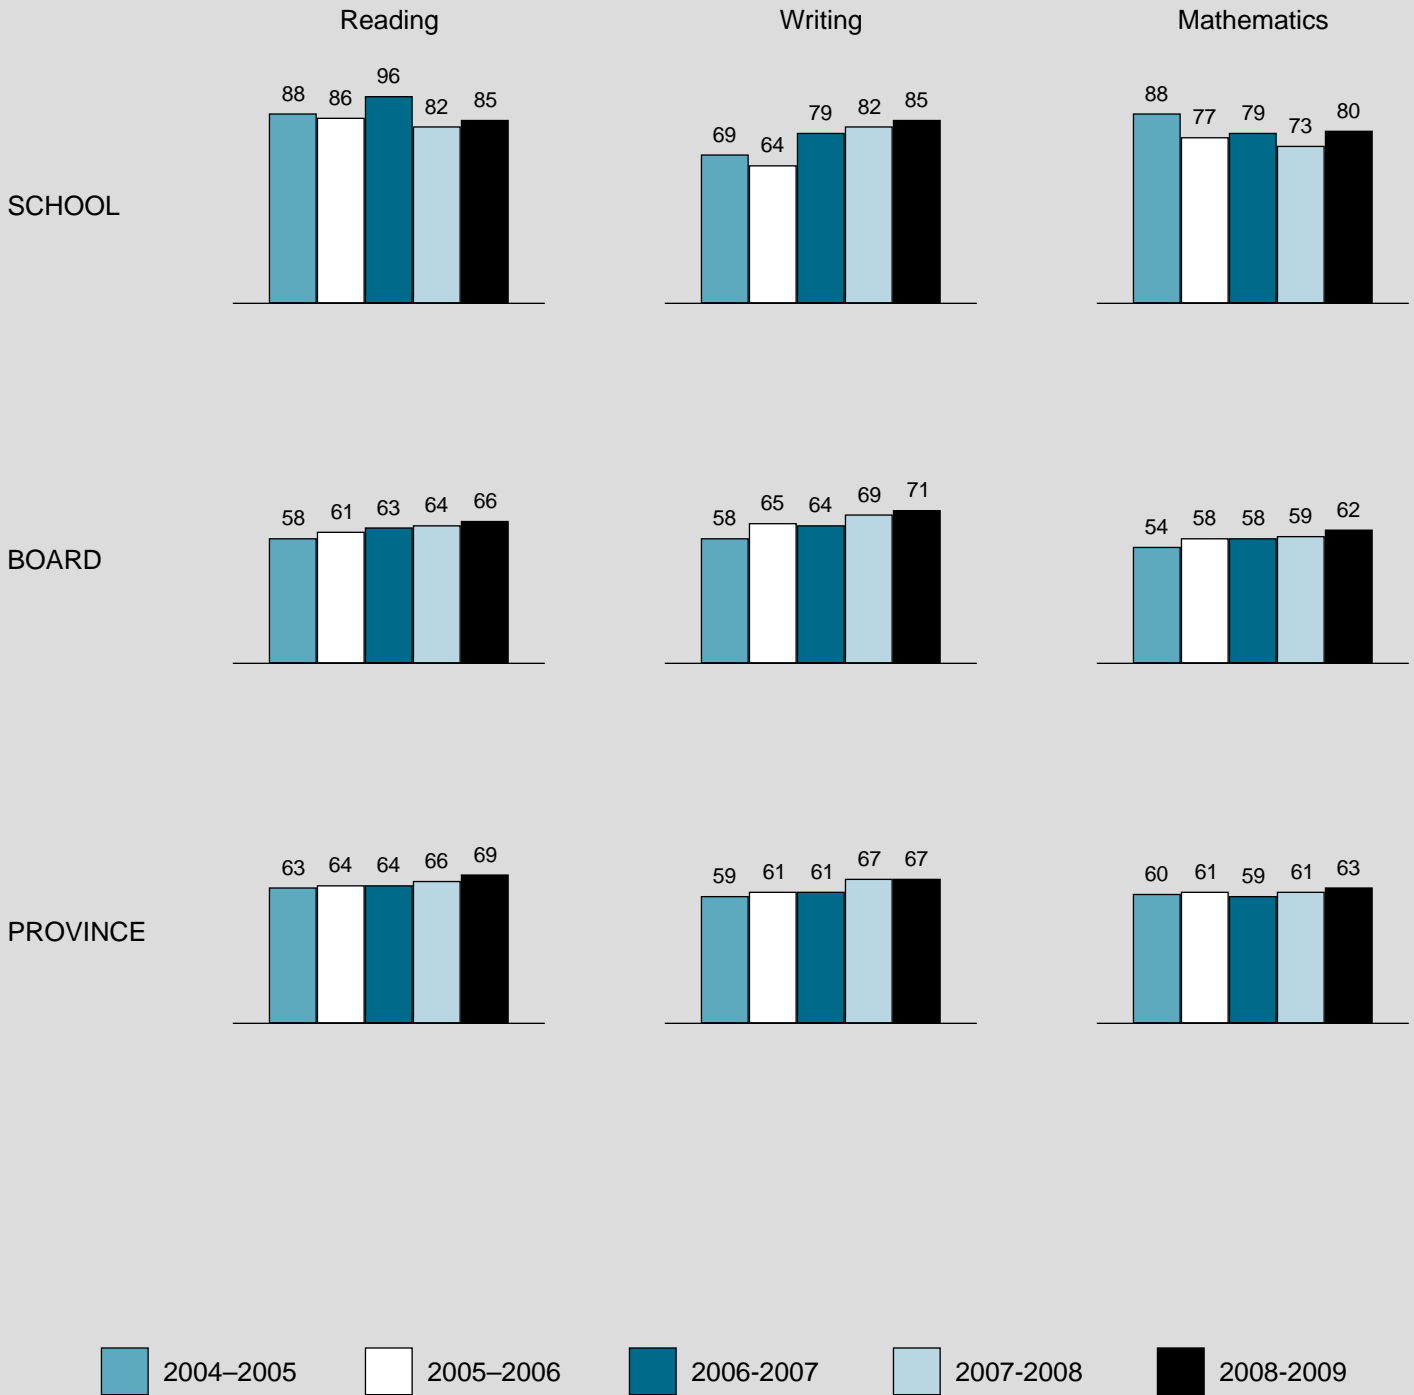 Reading Writing Mathematics
SCHOOL
88 86 96 82 85
69 64 79 82 85
88 77 79 73 80
BOARD
58 61 63 64 66
58 65 64 69 71
54 58 58 59 62
PROVINCE
63 64 64 66 69
59 61 61 67 67
60 61 59 61 63
2004–2005 2005–2006 2006-2007 2007-2008 2008-2009